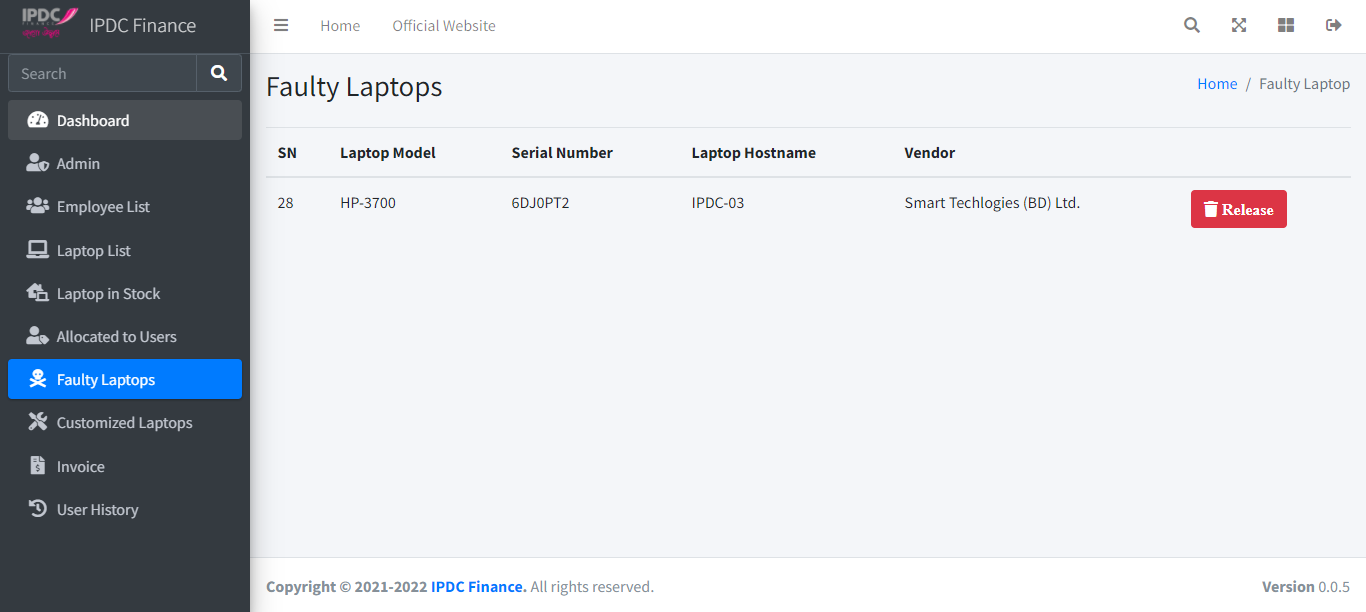 IPDC
FINANCE
IPDC Finance
Home
Official Website
Search
Dashboard
Admin
Employee List
Laptop List
Laptop in Stock
Allocated to Users
Faulty Laptops
Customized Laptops
Invoice
User History
Faulty Laptops
Home / Faulty Laptop
SN Laptop Model Serial Number Laptop Hostname Vendor
28 HP-3700 6DJ0PT2 IPDC-03 Smart Techlogies (BD) Ltd. Release
Copyright © 2021-2022 IPDC Finance. All rights reserved.
Version 0.0.5